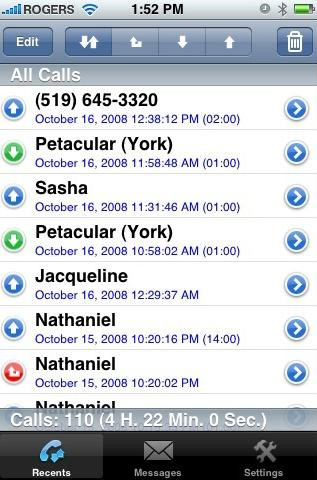 ROGERS 1:52 PM
Edit
All Calls
(519) 645-3320
October 16, 2008 12:38:12 PM (02:00)
Petacular (York)
October 16, 2008 11:58:48 AM (01:00)
Sasha
October 16, 2008 11:31:46 AM (01:00)
Petacular (York)
October 16, 2008 10:58:02 AM (01:00)
Jacqueline
October 16, 2008 12:29:37 AM
Nathaniel
October 15, 2008 10:20:16 PM (14:00)
Nathaniel
October 15, 2008 10:20:02 PM
Nathaniel
Calls: 110 (4 H. 22 Min. 0 Sec.)
Recents Messages Settings